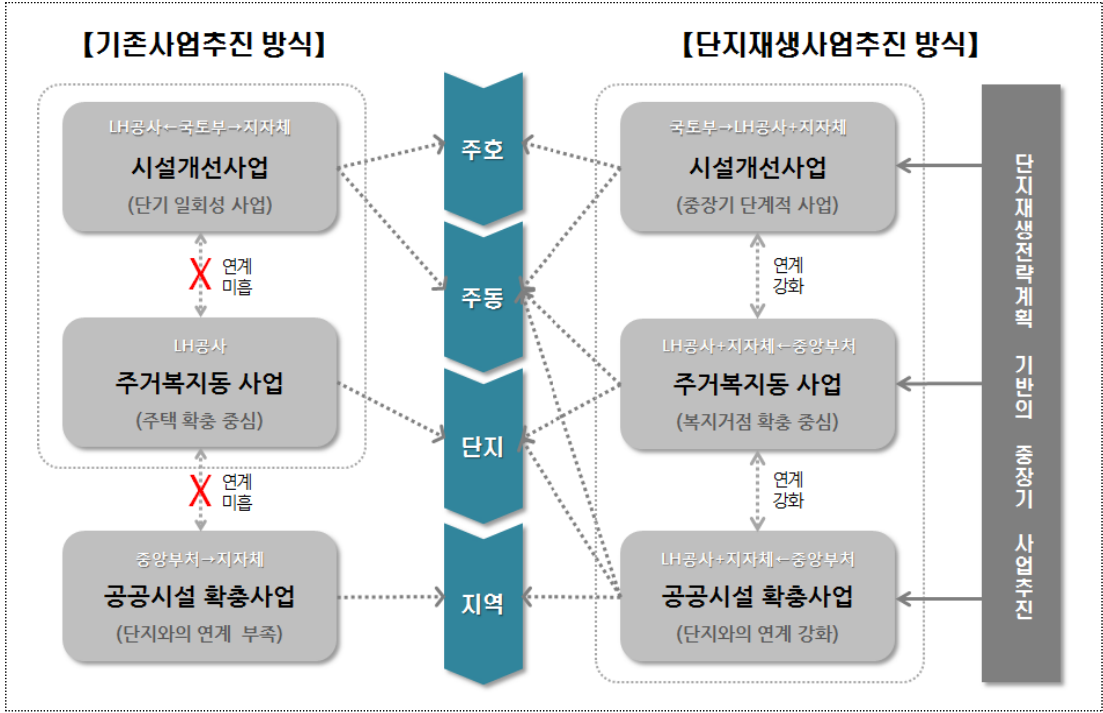 【기존사업추진 방식】
LH공사←국토부→지자체
시설개선사업
(단기 일회성 사업)
연계
미흡
LH공사
주거복지동 사업
(주택 확충 중심)
연계
미흡
중앙부처→지자체
공공시설 확충사업
(단지와의 연계 부족)
주호
주동
단지
지역
【단지재생사업추진 방식】
국토부→LH공사+지자체
시설개선사업
(중장기 단계적 사업)
연계
강화
LH공사+지자체←중앙부처
주거복지동 사업
(복지거점 확충 중심)
연계
강화
LH공사+지자체←중앙부처
공공시설 확충사업
(단지와의 연계 강화)
단지재생전략계획 기반의 중장기 사업추진